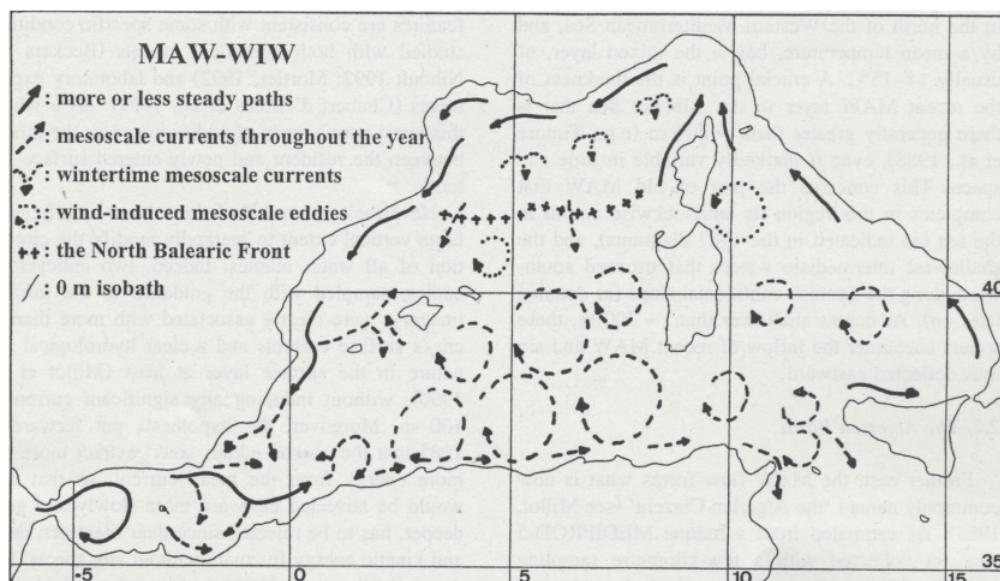 MAW-WIW
: more or less steady paths
: mesoscale currents throughout the year
: wintertime mesoscale currents
: wind-induced mesoscale eddies
: the North Balearic Front
: 0 m isobath
40
-5
0
5
10
15
35